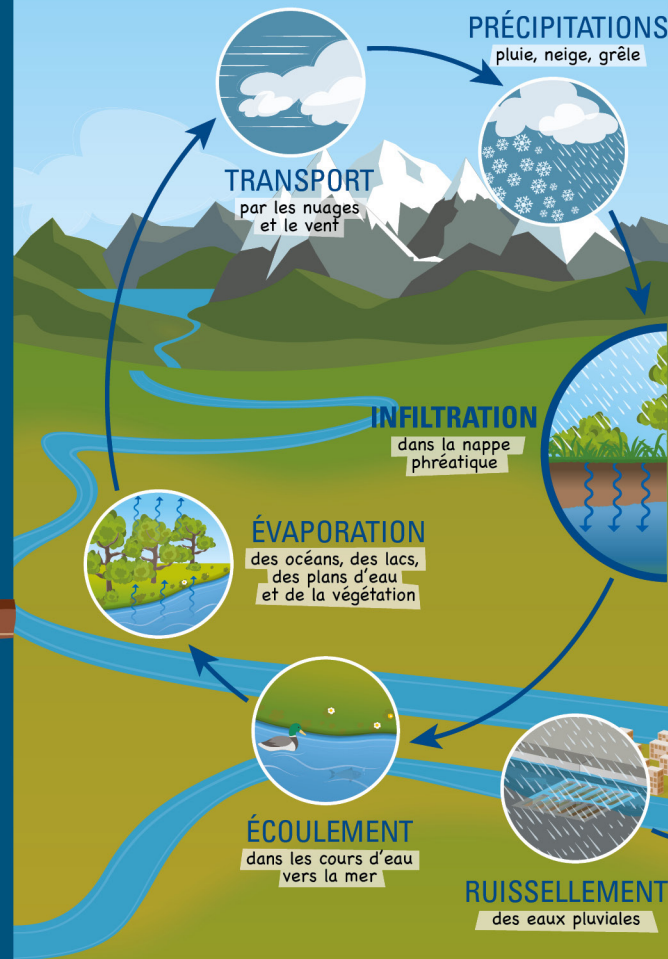 PRÉCIPITATIONS
pluie, neige, grêle
TRANSPORT
par les nuages
et le vent
INFILTRATION
dans la nappe
phréatique
ÉVAPORATION
des océans, des lacs,
des plans d'eau
et de la végétation
ÉCOULEMENT
dans les cours d'eau
vers la mer
RUISSELLEMENT
des eaux pluviales